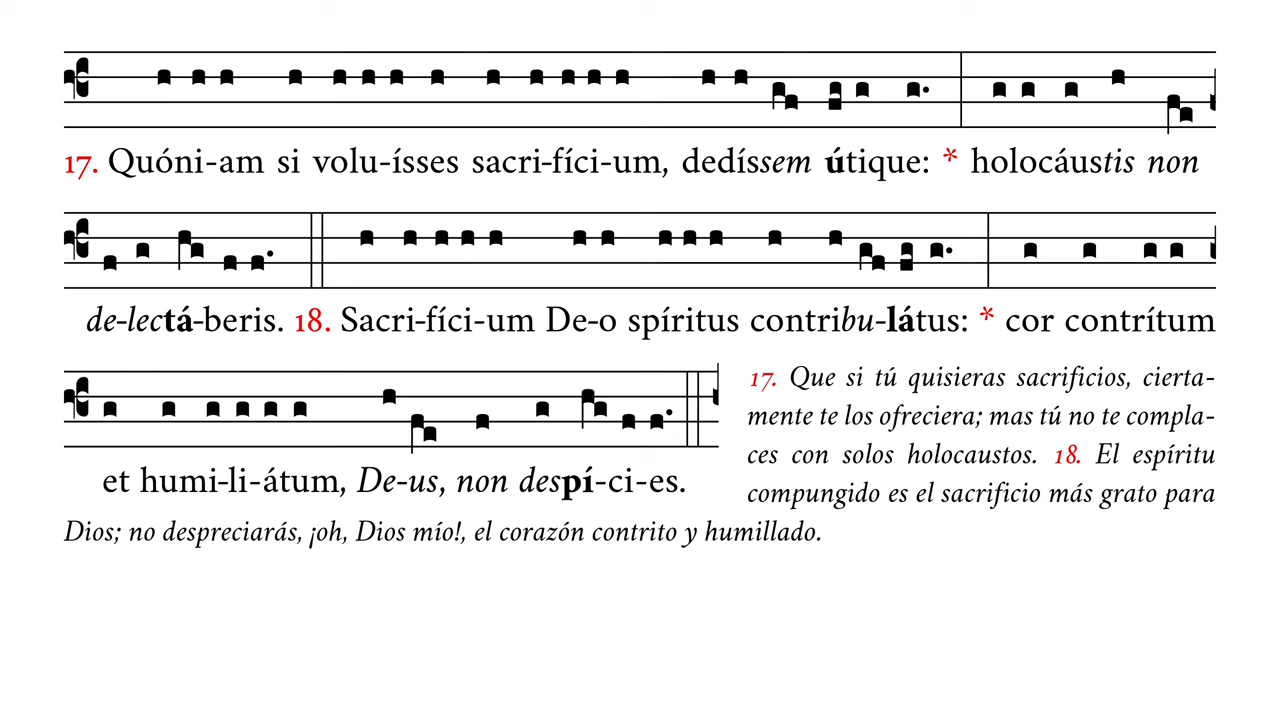 17. Quóni-am si volu-ísses sacri-fíci-um, dedíssem útique: * holocáustis non
de-lectá-beris. 18. Sacri-fíci-um De-o spíritus contribu-látus: * cor contrítum
et humi-li-átum, De-us, non despí-ci-es.
17. Que si tú quisieras sacrificios, cierta-
mente te los ofreciera; mas tú no te compla-
ces con solos holocaustos. 18. El espíritu
compungido es el sacrificio más grato para
Dios; no despreciarás, ¡oh, Dios mío!, el corazón contrito y humillado.